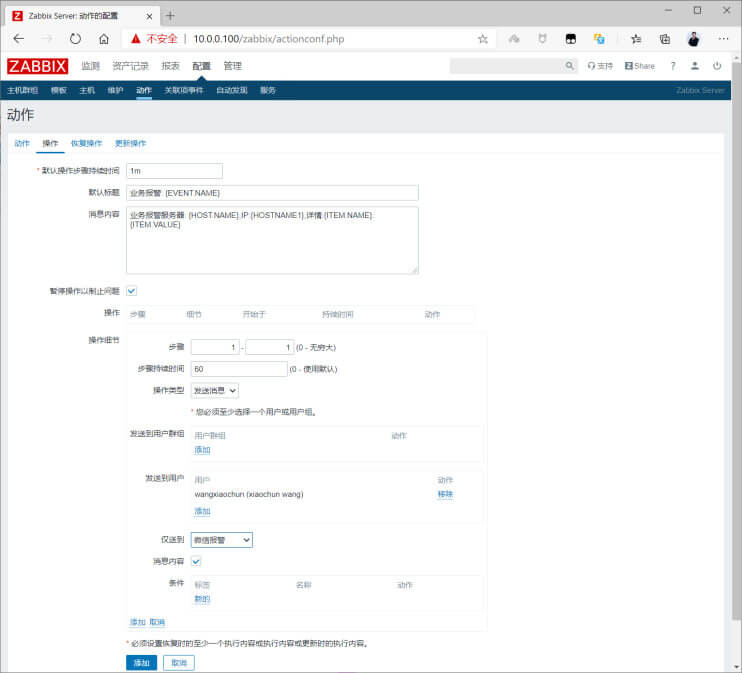 Zabbix Server: 动作的配置
不安全 | 10.0.0.100/zabbix/actionconf.php
ZABBIX 监测 资产记录 报表 配置 管理 支持 Share ?
主机群组 模板 主机 维护 动作 关联项事件 自动发现 服务 Zabbix Server
动作
动作 操作 恢复操作 更新操作
* 默认操作步骤持续时间 1m
默认标题 业务报警: {EVENT.NAME}
消息内容 业务报警服务器: {HOST.NAME},IP:{HOSTNAME1},详情:{ITEM.NAME}:
{ITEM.VALUE}
暂停操作以制止问题
操作 步骤 细节 开始于 持续时间 动作
操作细节
步骤 1 - 1 (0 - 无穷大)
步骤持续时间 60 (0 - 使用默认)
操作类型 发送消息
* 您必须至少选择一个用户或用户组。
发送到用户群组 用户群组 动作
添加
发送到用户 用户 动作
wangxiaochun (xiaochun wang) 移除
添加
仅送到 微信报警
消息内容
条件 标签 名称 动作
新的
添加 取消
* 必须设置恢复时的至少一个执行内容或执行内容或更新时的执行内容。
添加 取消